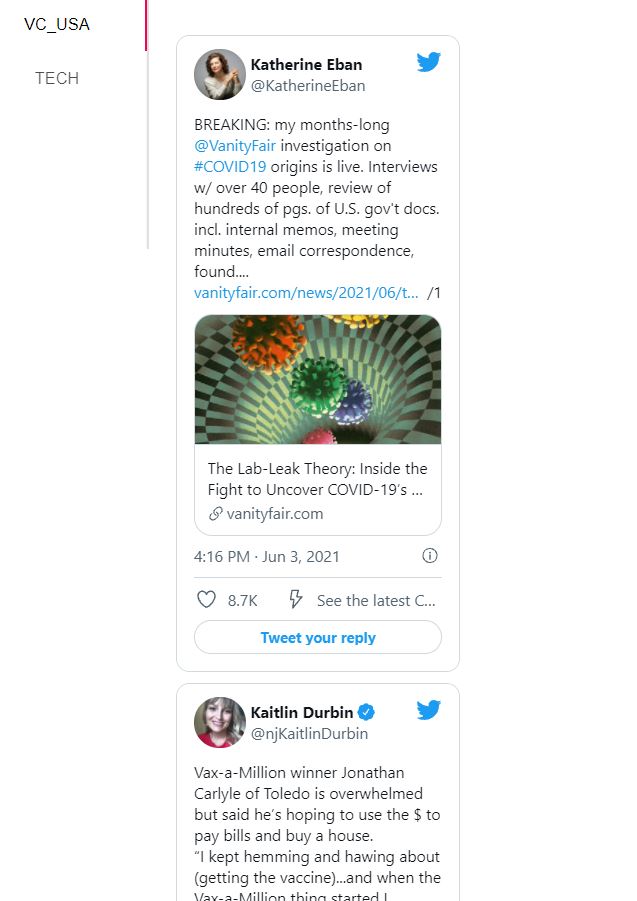 VC_USA
TECH
Katherine Eban
@KatherineEban
BREAKING: my months-long
@VanityFair investigation on
#COVID19 origins is live. Interviews
w/ over 40 people, review of
hundreds of pgs. of U.S. gov't docs.
incl. internal memos, meeting
minutes, email correspondence,
found....
vanityfair.com/news/2021/06/t... /1
The Lab-Leak Theory: Inside the
Fight to Uncover COVID-19's ...
vanityfair.com
4:16 PM · Jun 3, 2021
8.7K See the latest C...
Tweet your reply
Kaitlin Durbin
@njKaitlinDurbin
Vax-a-Million winner Jonathan
Carlyle of Toledo is overwhelmed
but said he's hoping to use the $ to
pay bills and buy a house.
“I kept hemming and hawing about
(getting the vaccine)...and when the
Vax-a-Million thing started I